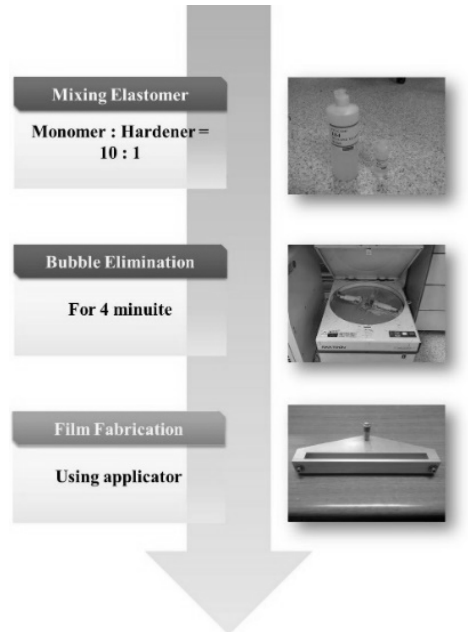 Mixing Elastomer
Monomer : Hardener =
10 : 1
Bubble Elimination
For 4 minuite
Film Fabrication
Using applicator